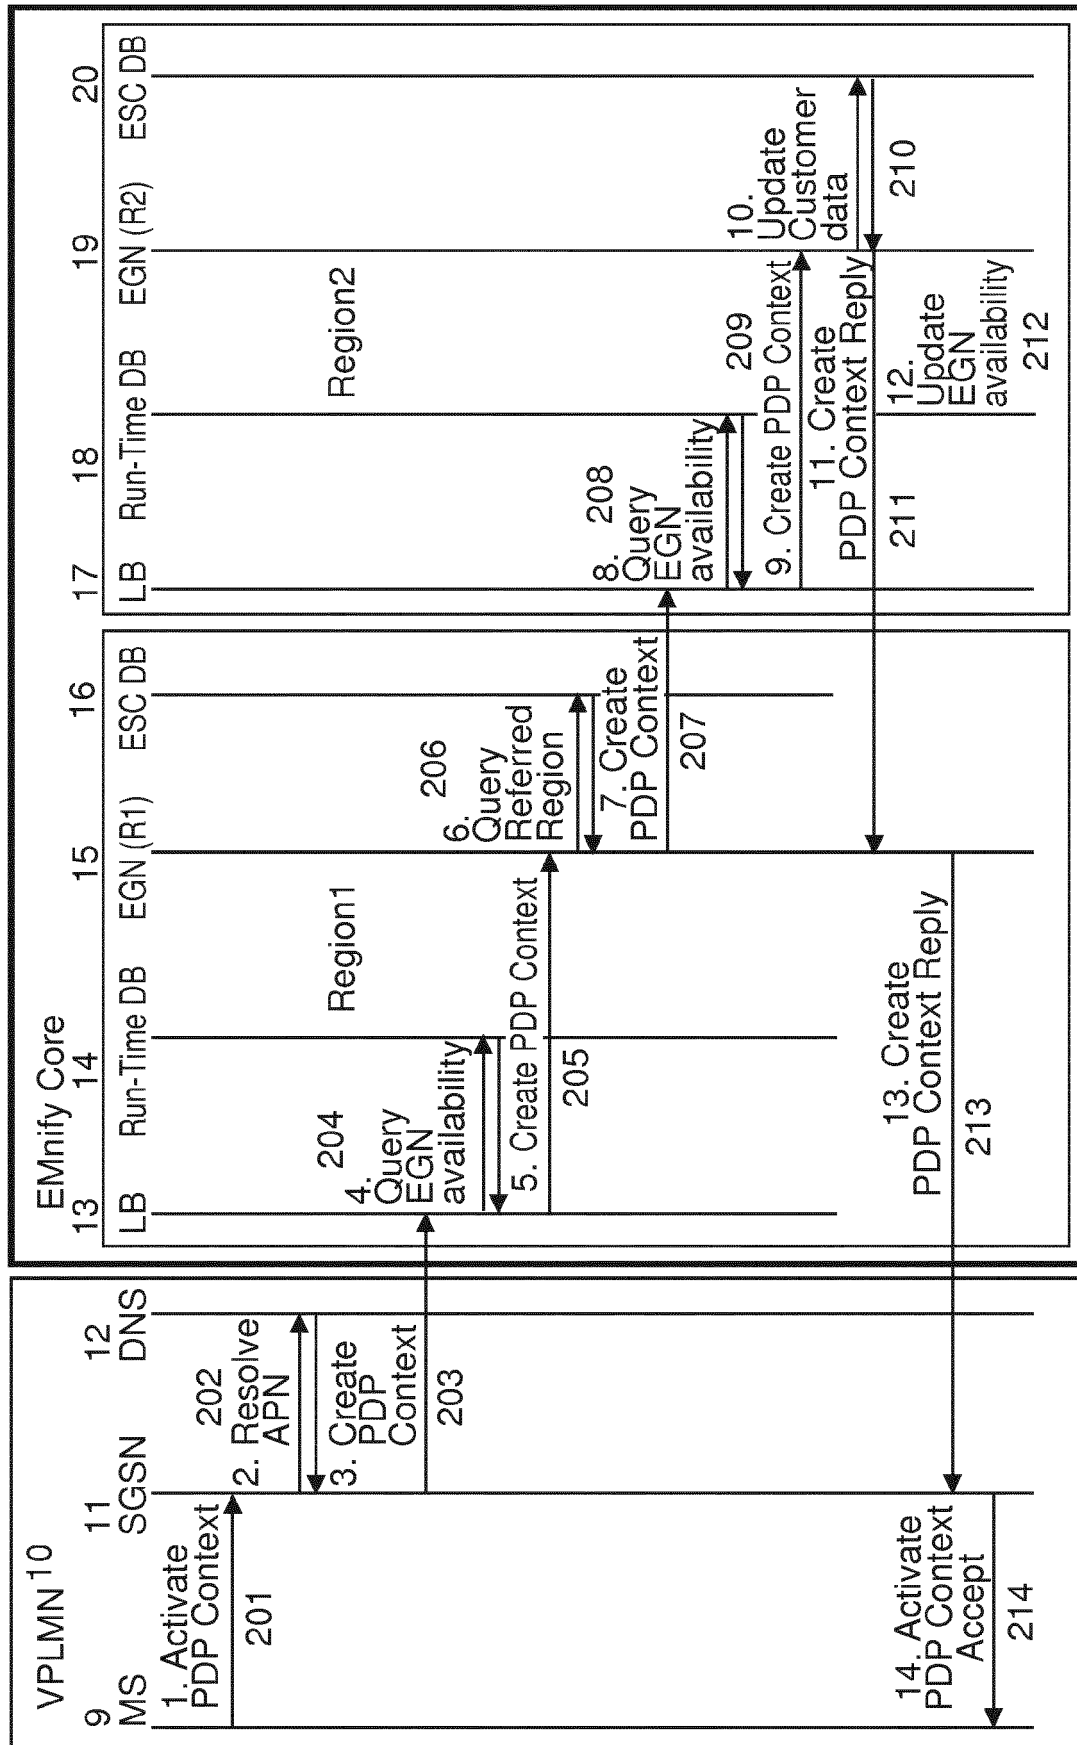 VPLMN 10
9
MS
11
SGSN
12
DNS
1. Activate
PDP Context
201
202
2. Resolve
APN
3. Create
PDP
Context
203
14. Activate
PDP Context
Accept
214
EMnify Core
13
LB
14
Run-Time DB
15
EGN (R1)
16
ESC DB
Region1
204
4.
Query
EGN
availability
5. Create PDP Context
205
206
6.
Query
Referred
Region
7. Create
PDP Context
207
13. Create
PDP Context Reply
213
17
LB
18
Run-Time DB
19
EGN (R2)
20
ESC DB
Region2
8. 208
Query
EGN
availability
209
9. Create PDP Context
10.
Update
Customer
data
210
11. Create
PDP Context Reply
211
12.
Update
EGN
availability
212